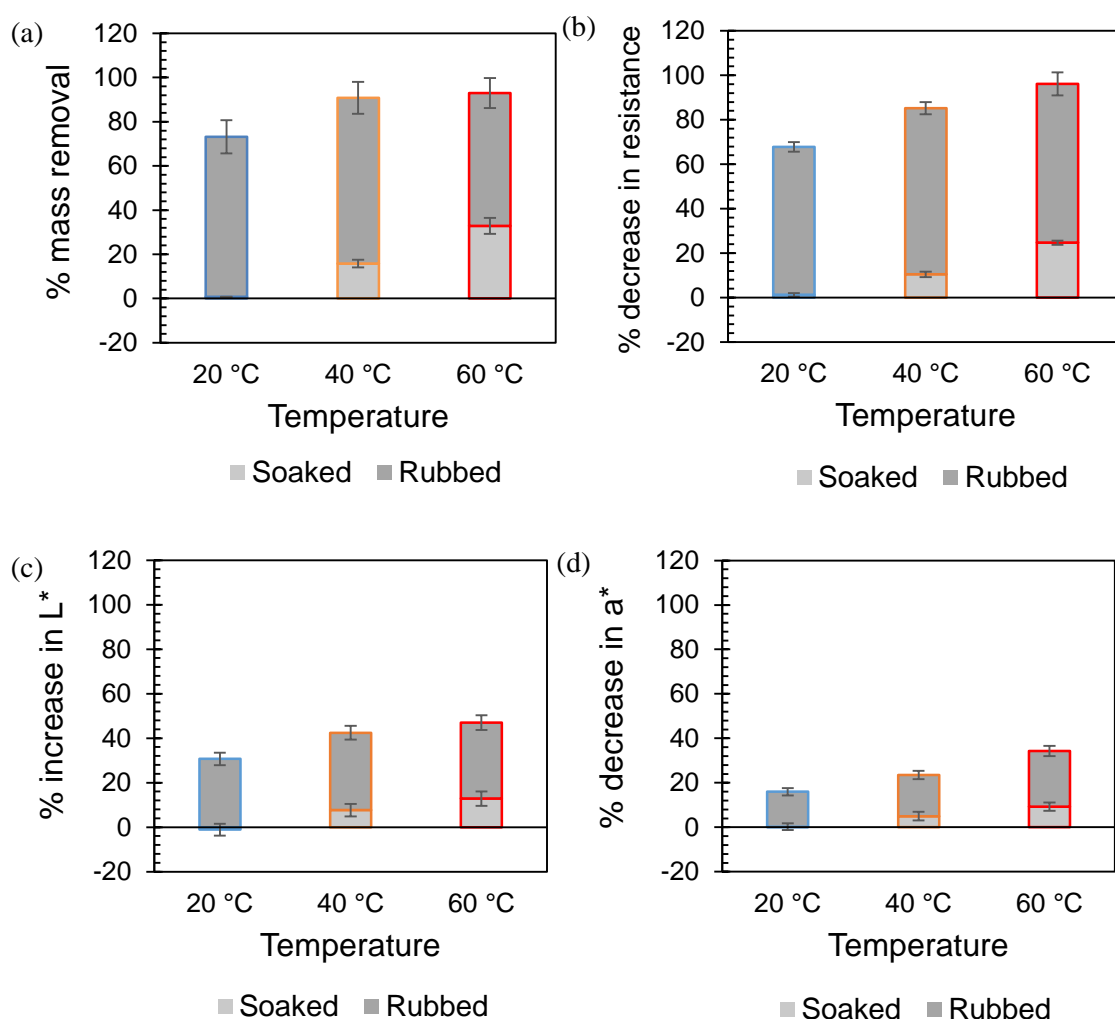 (a)
% mass removal
120
100
80
60
40
20
0
-20
20 °C 40 °C 60 °C
Temperature
Soaked Rubbed
(b)
% decrease in resistance
120
100
80
60
40
20
0
-20
20 °C 40 °C 60 °C
Temperature
Soaked Rubbed
(c)
% increase in L*
120
100
80
60
40
20
0
-20
20 °C 40 °C 60 °C
Temperature
Soaked Rubbed
(d)
% decrease in a*
120
100
80
60
40
20
0
-20
20 °C 40 °C 60 °C
Temperature
Soaked Rubbed